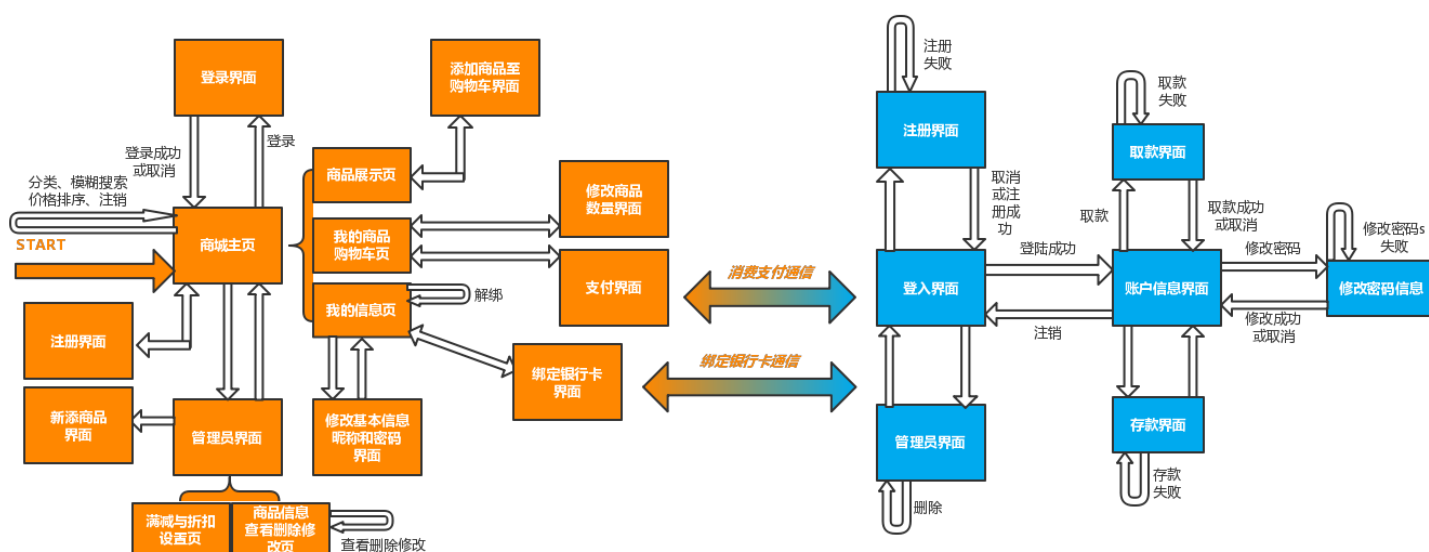 登录界面
登录成功
或取消
登录
分类、模糊搜索
价格排序、注销
START
商城主页
注册界面
新添商品
界面
管理员界面
满减与折扣
设置页
商品信息
查看删除修
改页
查看删除修改
添加商品至
购物车界面
商品展示页
我的商品
购物车页
我的信息页
解绑
修改商品
数量界面
支付界面
绑定银行卡
界面
修改基本信息
昵称和密码
界面
消费支付通信
绑定银行卡通信
注册
失败
注册界面
取消
或注
册成
功
登入界面
登陆成功
注销
管理员界面
删除
取款
失败
取款界面
取款
取款成功
或取消
账户信息界面
修改密码
修改密码s
失败
修改密码信息
修改成功
或取消
存款界面
存款
失败